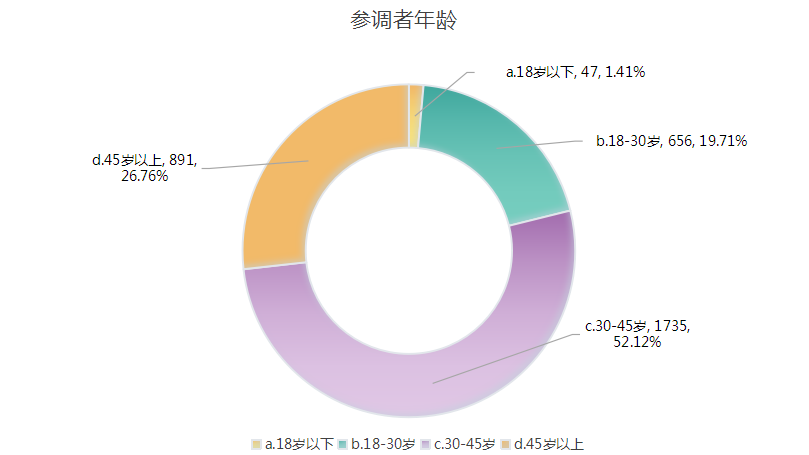 参调者年龄
a.18岁以下, 47, 1.41%
b.18-30岁, 656, 19.71%
d.45岁以上, 891,
26.76%
c.30-45岁, 1735,
52.12%
a.18岁以下 b.18-30岁 c.30-45岁 d.45岁以上